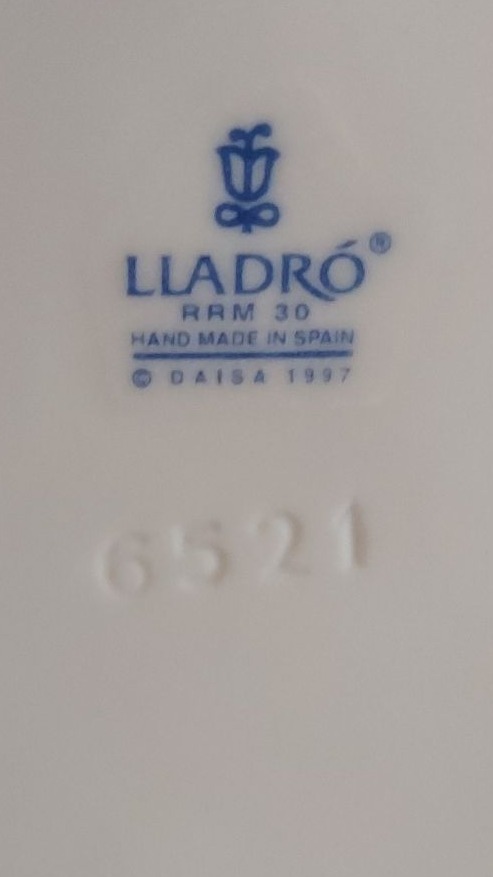 LLADRÓ®
RRM 30
HAND MADE IN SPAIN
© DAISA 1997
6521